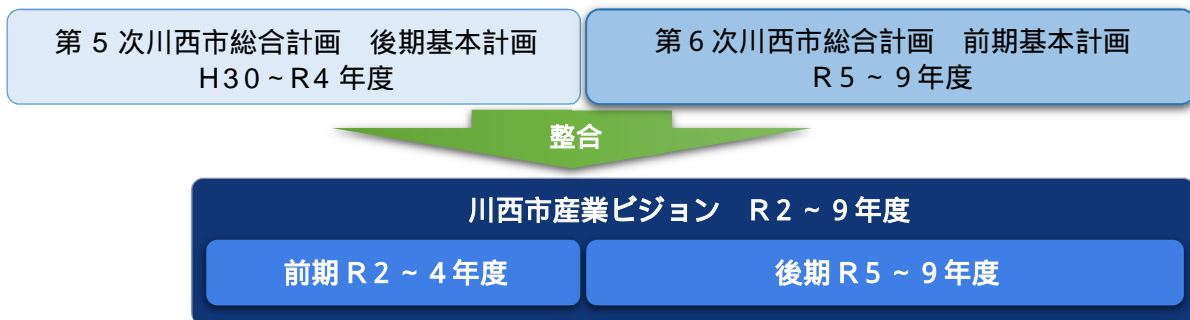 第５次川西市総合計画　後期基本計画
H30~R4 年度
第６次川西市総合計画　前期基本計画
R５~９年度
整合
川西市産業ビジョン　R２~９年度
前期 R２~４年度
後期 R５~９年度